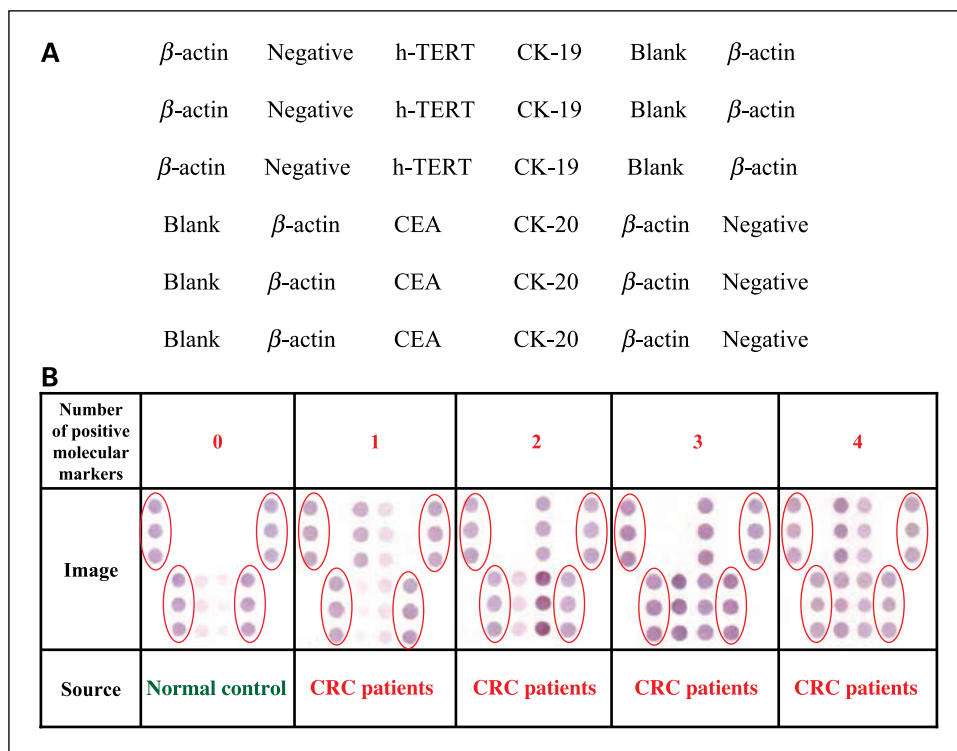 A
β-actin Negative h-TERT CK-19 Blank β-actin
β-actin Negative h-TERT CK-19 Blank β-actin
β-actin Negative h-TERT CK-19 Blank β-actin
Blank β-actin CEA CK-20 β-actin Negative
Blank β-actin CEA CK-20 β-actin Negative
Blank β-actin CEA CK-20 β-actin Negative
B
Number
of positive
molecular
markers
0 1 2 3 4
Image
Source Normal control CRC patients CRC patients CRC patients CRC patients